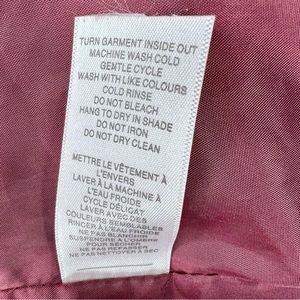 TURN GARMENT INSIDE OUT
MACHINE WASH COLD
GENTLE CYCLE
WASH WITH LIKE COLOURS
COLD RINSE
DO NOT BLEACH
HANG TO DRY IN SHADE
DO NOT IRON
DO NOT DRY CLEAN
METTRE LE VÊTEMENT À
L'ENVERS
LAVER À LA MACHINE À
L'EAU FROIDE
CYCLE DÉLICAT
LAVER AVEC DES
COULEURS SEMBLABLES
RINCER À L'EAU FROIDE
NE PAS BLANCHIR
SUSPENDRE À L'OMBRE
POUR SÉCHER
NE PAS REPASSER
NE PAS NETTOYER À SEC